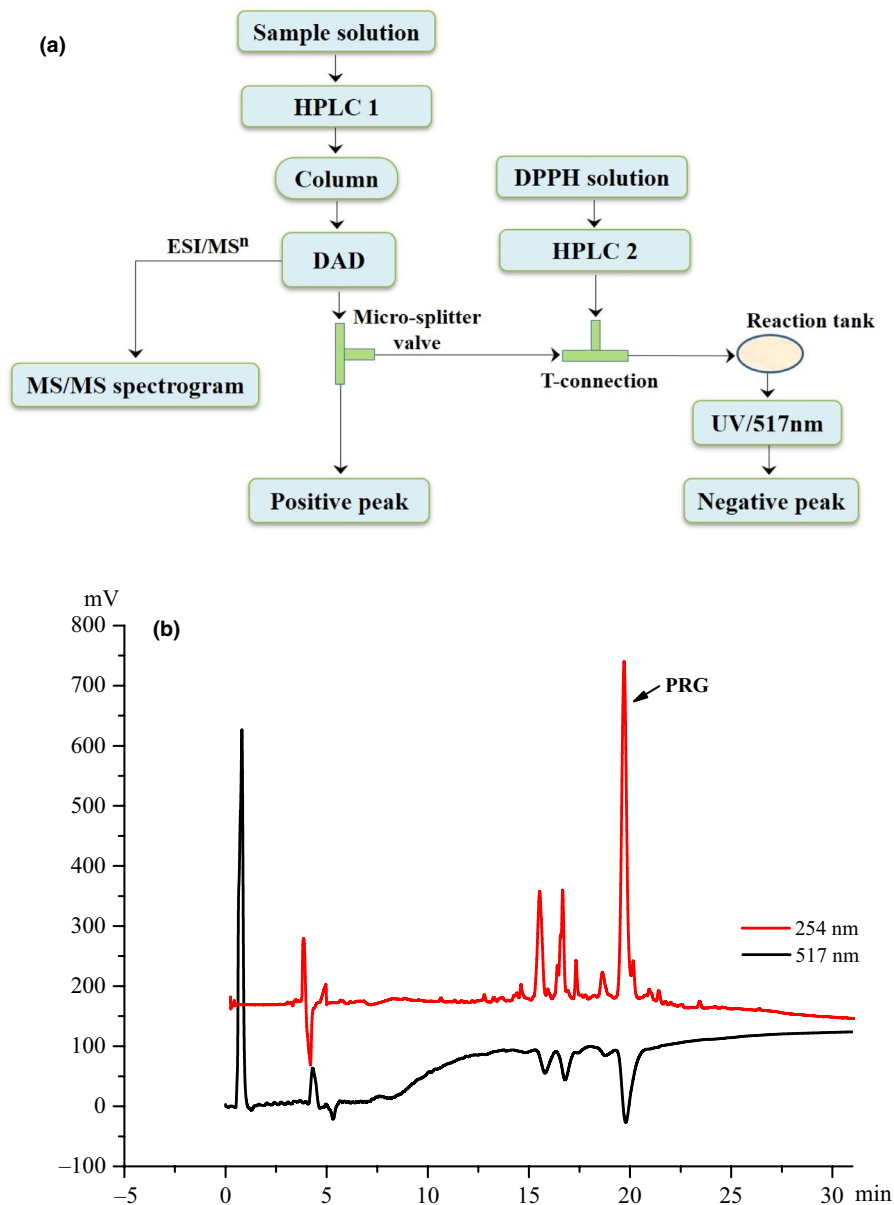 (a)
Sample solution
HPLC 1
Column
DPPH solution
ESI/MSⁿ
DAD
HPLC 2
Micro-splitter
valve
Reaction tank
MS/MS spectrogram
T-connection
UV/517nm
Positive peak
Negative peak
mV
(b)
800
700
600
500
400
300
200
100
0
–100
PRG
254 nm
517 nm
–5
0
5
10
15
20
25
30
min